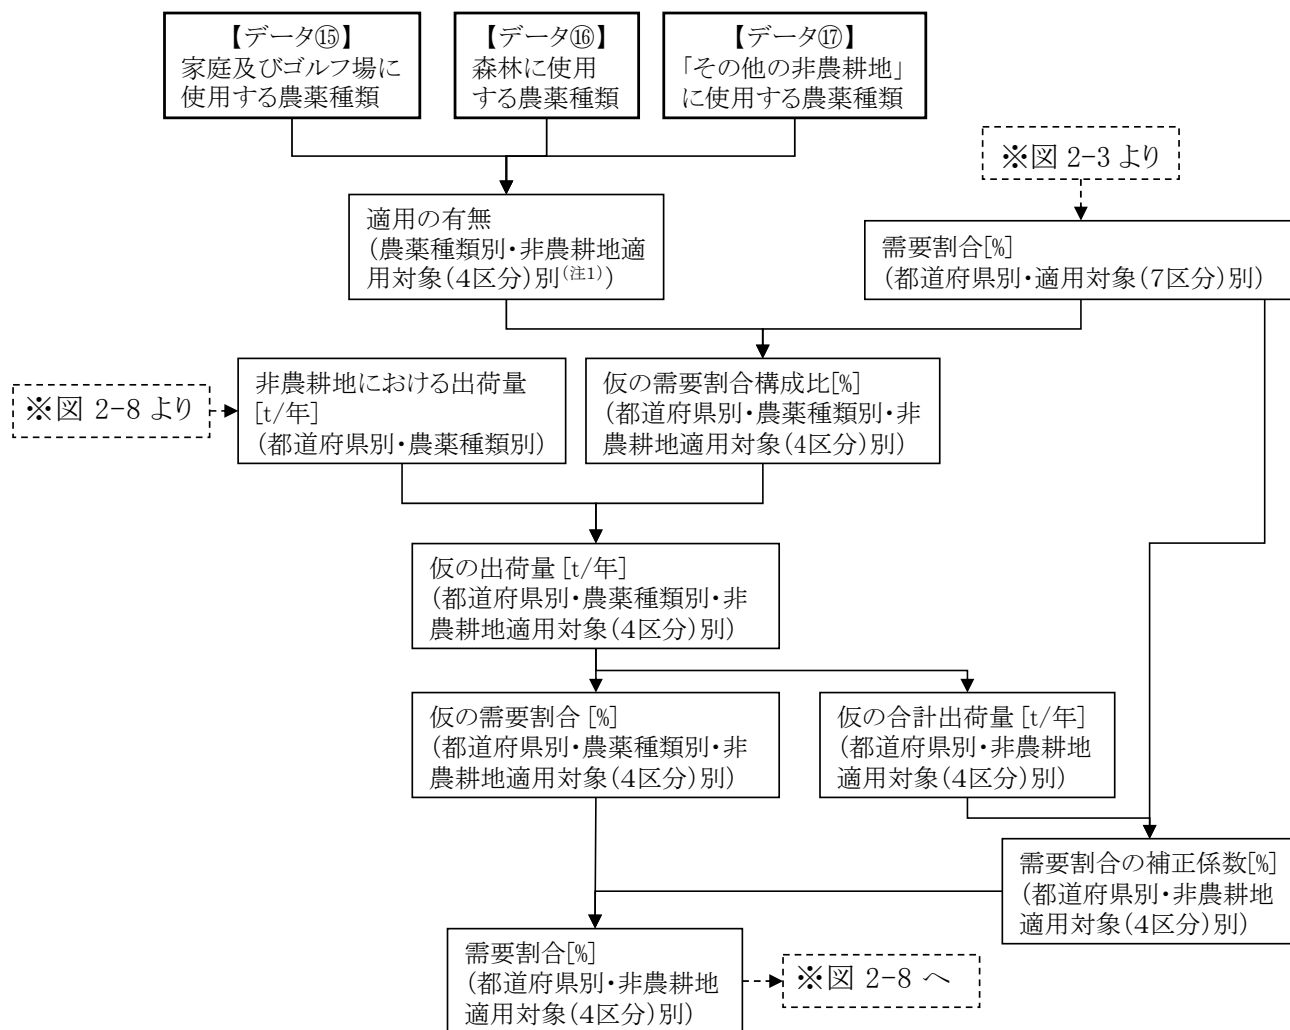 【データ⑮】
家庭及びゴルフ場に
使用する農薬種類
【データ⑯】
森林に使用
する農薬種類
【データ⑰】
「その他の非農耕地」
に使用する農薬種類
※図 2-3 より
適用の有無
(農薬種類別・非農耕地適
用対象(4区分)別(注1))
需要割合[%]
(都道府県別・適用対象(7区分)別)
※図 2-8 より
非農耕地における出荷量
[t/年]
(都道府県別・農薬種類別)
仮の需要割合構成比[%]
(都道府県別・農薬種類別・非
農耕地適用対象(4区分)別)
仮の出荷量 [t/年]
(都道府県別・農薬種類別・非
農耕地適用対象(4区分)別)
仮の需要割合 [%]
(都道府県別・農薬種類別・非
農耕地適用対象(4区分)別)
仮の合計出荷量 [t/年]
(都道府県別・非農耕地
適用対象(4区分)別)
需要割合の補正係数[%]
(都道府県別・非農耕地
適用対象(4区分)別)
需要割合[%]
(都道府県別・非農耕地
適用対象(4区分)別)
※図 2-8 へ